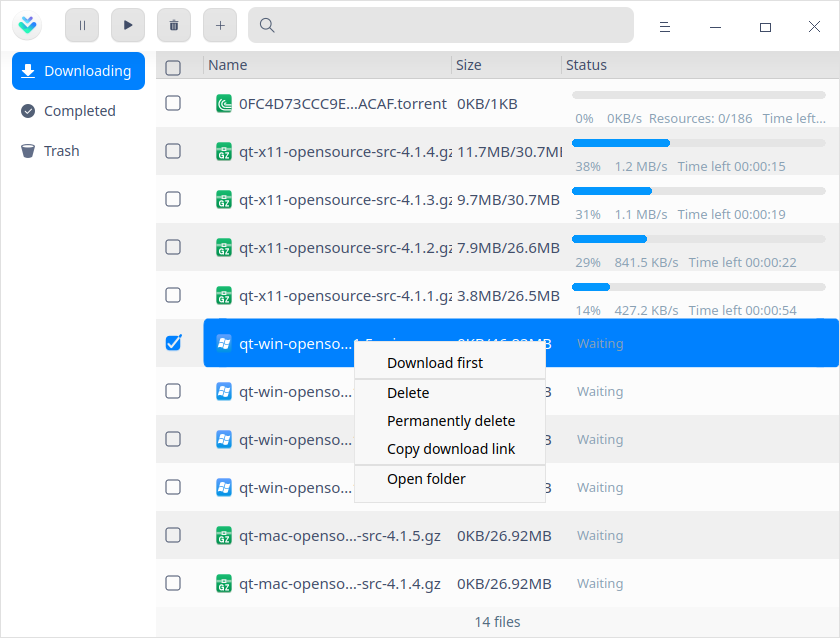 Downloading
Completed
Trash
Name Size Status
0FC4D73CCC9E...ACAF.torrent 0KB/1KB
0% 0KB/s Resources: 0/186 Time left...
qt-x11-opensource-src-4.1.4.gz 11.7MB/30.7MB
38% 1.2 MB/s Time left 00:00:15
qt-x11-opensource-src-4.1.3.gz 9.7MB/30.7MB
31% 1.1 MB/s Time left 00:00:19
qt-x11-opensource-src-4.1.2.gz 7.9MB/26.6MB
29% 841.5 KB/s Time left 00:00:22
qt-x11-opensource-src-4.1.1.gz 3.8MB/26.5MB
14% 427.2 KB/s Time left 00:00:54
qt-win-openso... Waiting
Download first
qt-win-openso... Waiting
Delete
Permanently delete
qt-win-openso... Waiting
Copy download link
Open folder
qt-win-openso... Waiting
qt-mac-openso...-src-4.1.5.gz 0KB/26.92MB Waiting
qt-mac-openso...-src-4.1.4.gz 0KB/26.92MB Waiting
14 files